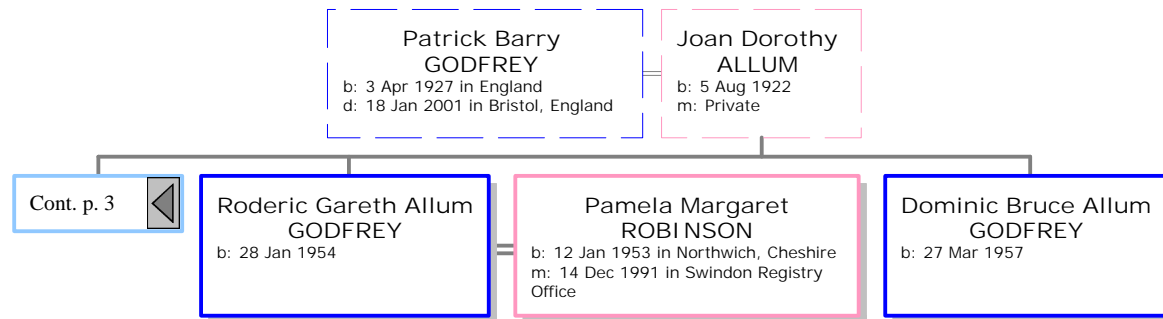 Patrick Barry
GODFREY
b: 3 Apr 1927 in England
d: 18 Jan 2001 in Bristol, England
Joan Dorothy
ALLUM
b: 5 Aug 1922
m: Private
Cont. p. 3
Roderic Gareth Allum
GODFREY
b: 28 Jan 1954
Pamela Margaret
ROBINSON
b: 12 Jan 1953 in Northwich, Cheshire
m: 14 Dec 1991 in Swindon Registry
Office
Dominic Bruce Allum
GODFREY
b: 27 Mar 1957